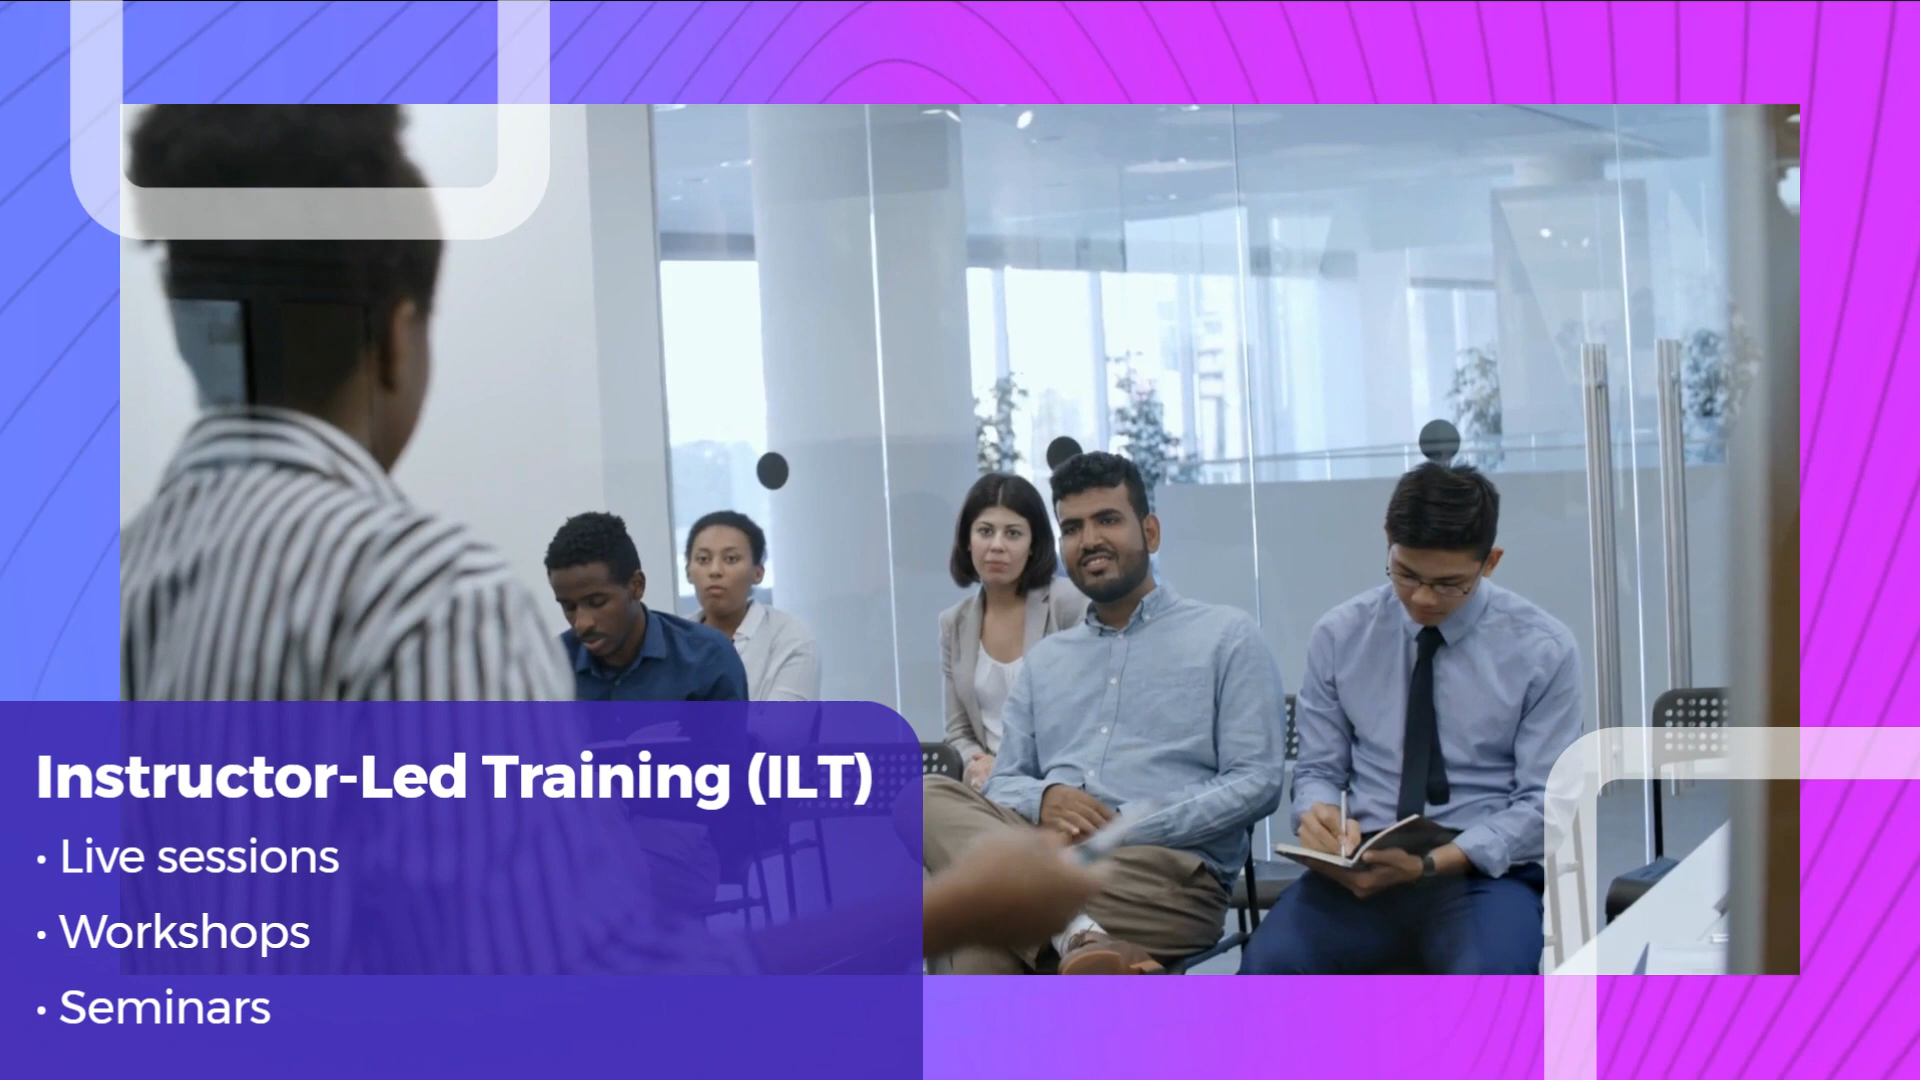 Instructor-Led Training (ILT)
• Live sessions
• Workshops
• Seminars